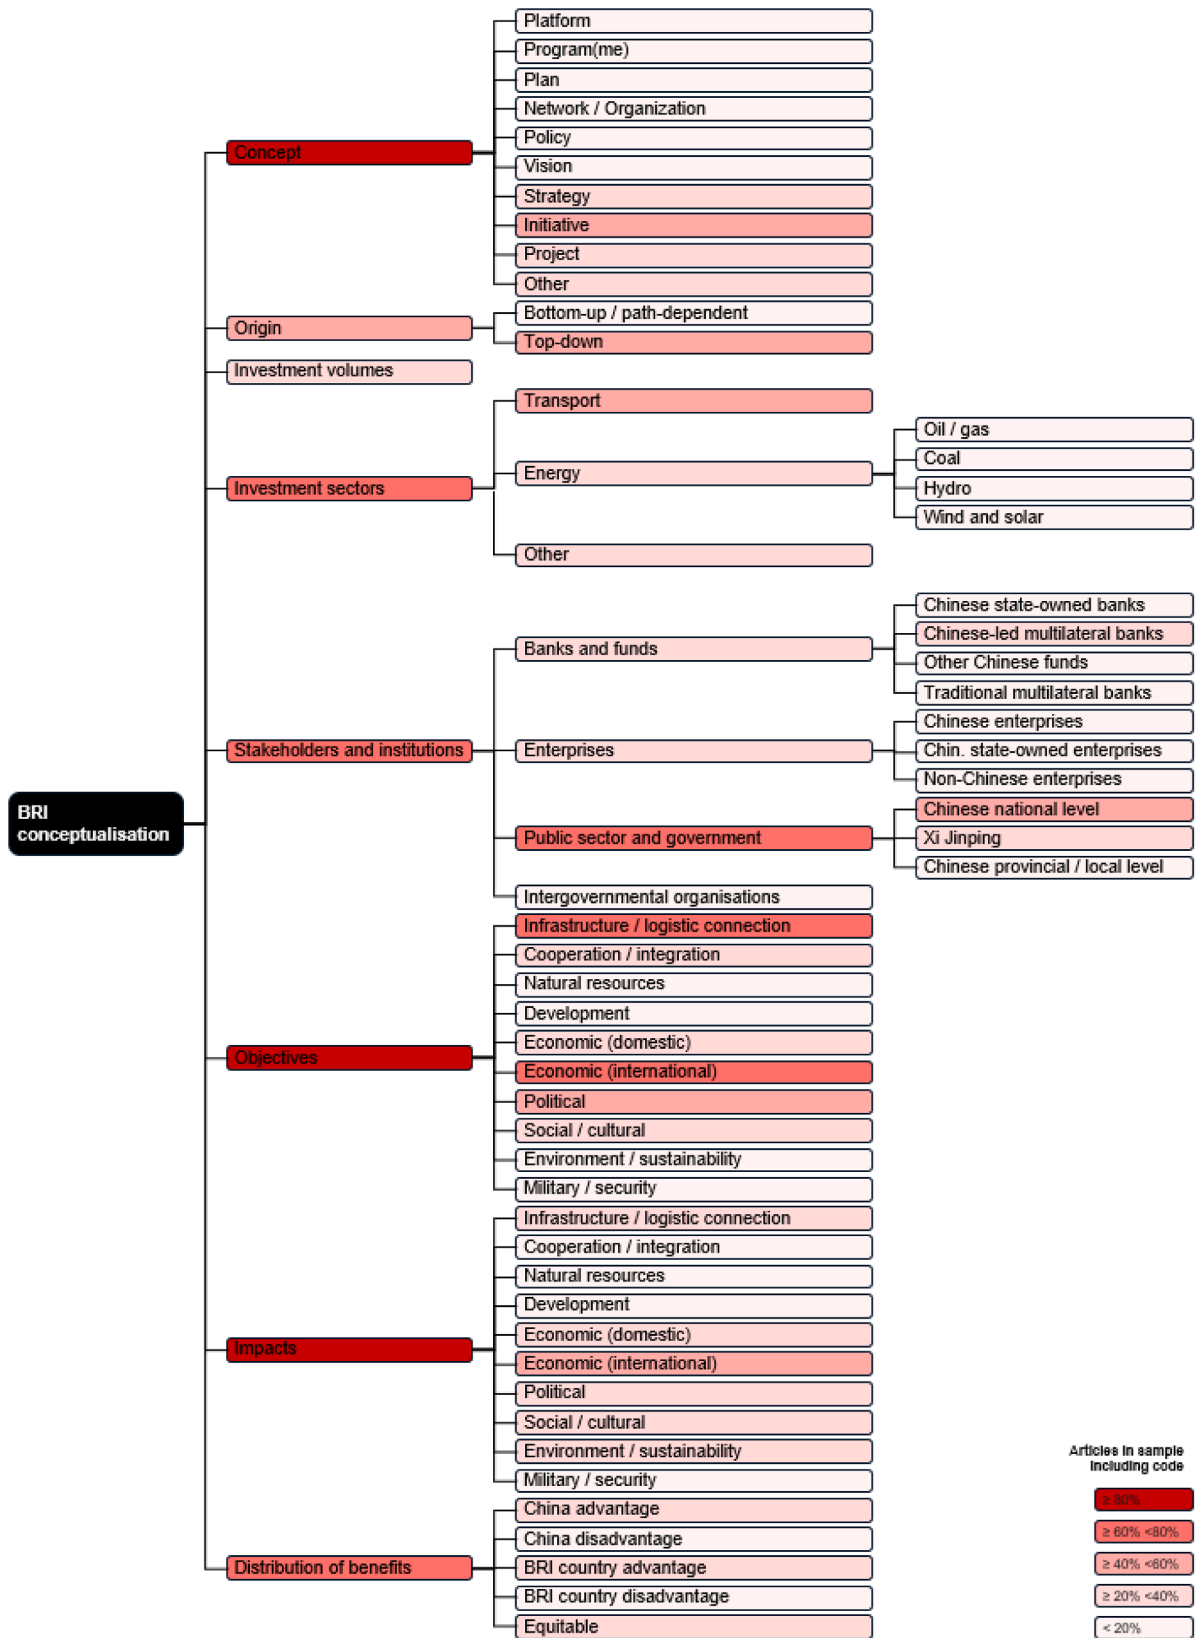 Platform
Program(me)
Plan
Network / Organization
Policy
Vision
Concept
Strategy
Initiative
Project
Other
Origin
Bottom-up / path-dependent
Top-down
Investment volumes
Investment sectors
Transport
Energy
Oil / gas
Coal
Hydro
Wind and solar
Other
Stakeholders and institutions
Banks and funds
Chinese state-owned banks
Chinese-led multilateral banks
Other Chinese funds
Traditional multilateral banks
Enterprises
Chinese enterprises
Chin. state-owned enterprises
Non-Chinese enterprises
BRI
conceptualisation
Public sector and government
Chinese national level
Xi Jinping
Chinese provincial / local level
Intergovernmental organisations
Objectives
Infrastructure / logistic connection
Cooperation / integration
Natural resources
Development
Economic (domestic)
Economic (international)
Political
Social / cultural
Environment / sustainability
Military / security
Impacts
Infrastructure / logistic connection
Cooperation / integration
Natural resources
Development
Economic (domestic)
Economic (international)
Political
Social / cultural
Environment / sustainability
Military / security
Distribution of benefits
China advantage
China disadvantage
BRI country advantage
BRI country disadvantage
Equitable
Articles in sample
including code
≥ 80%
≥ 60% <80%
≥ 40% <60%
≥ 20% <40%
< 20%